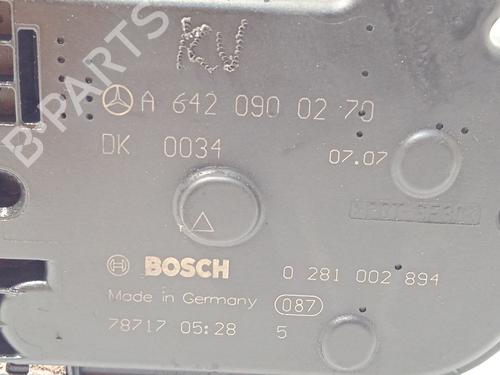 B-PARTS
KU
A 642 090 02 70
DK 0034
07.07
BOSCH 0 281 002 894
Made in Germany 087
78717 05:28 5